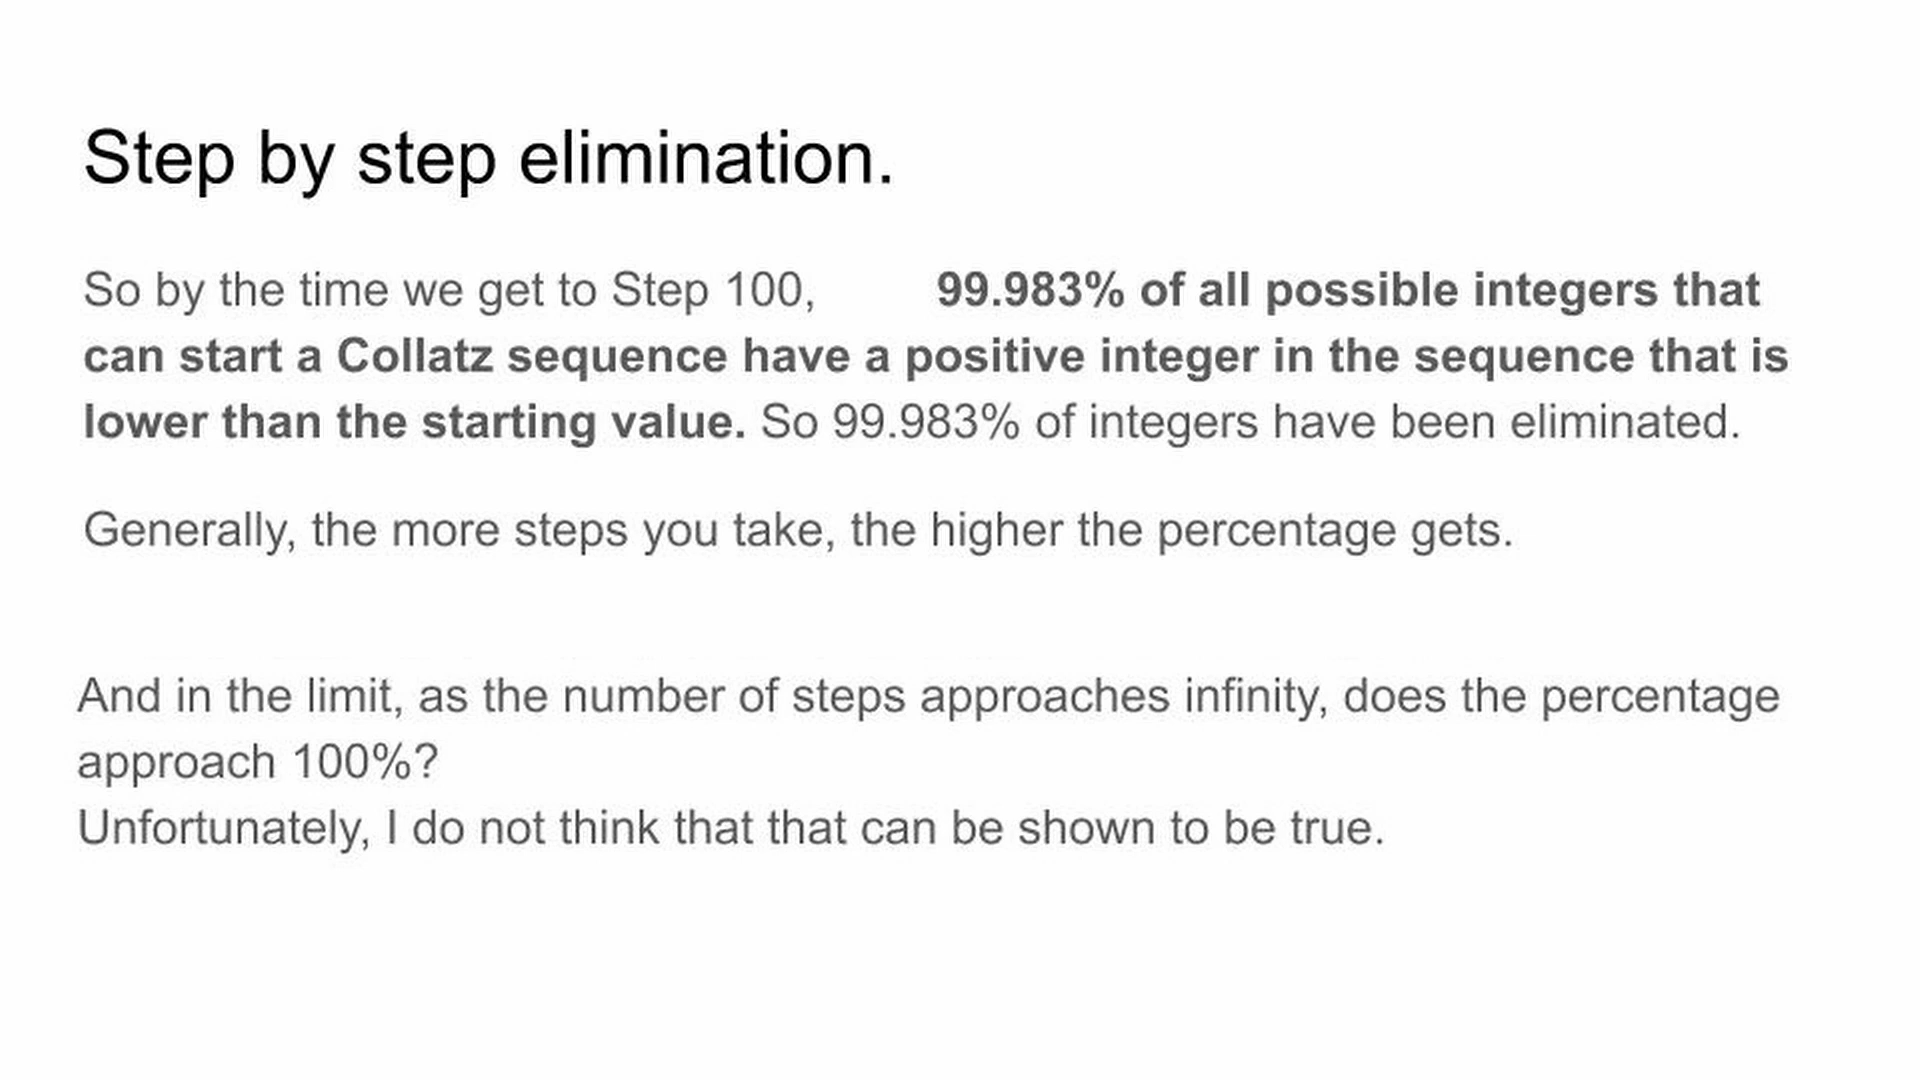 Step by step elimination.
So by the time we get to Step 100, 99.983% of all possible integers that
can start a Collatz sequence have a positive integer in the sequence that is
lower than the starting value. So 99.983% of integers have been eliminated.
Generally, the more steps you take, the higher the percentage gets.
And in the limit, as the number of steps approaches infinity, does the percentage
approach 100%?
Unfortunately, I do not think that that can be shown to be true.